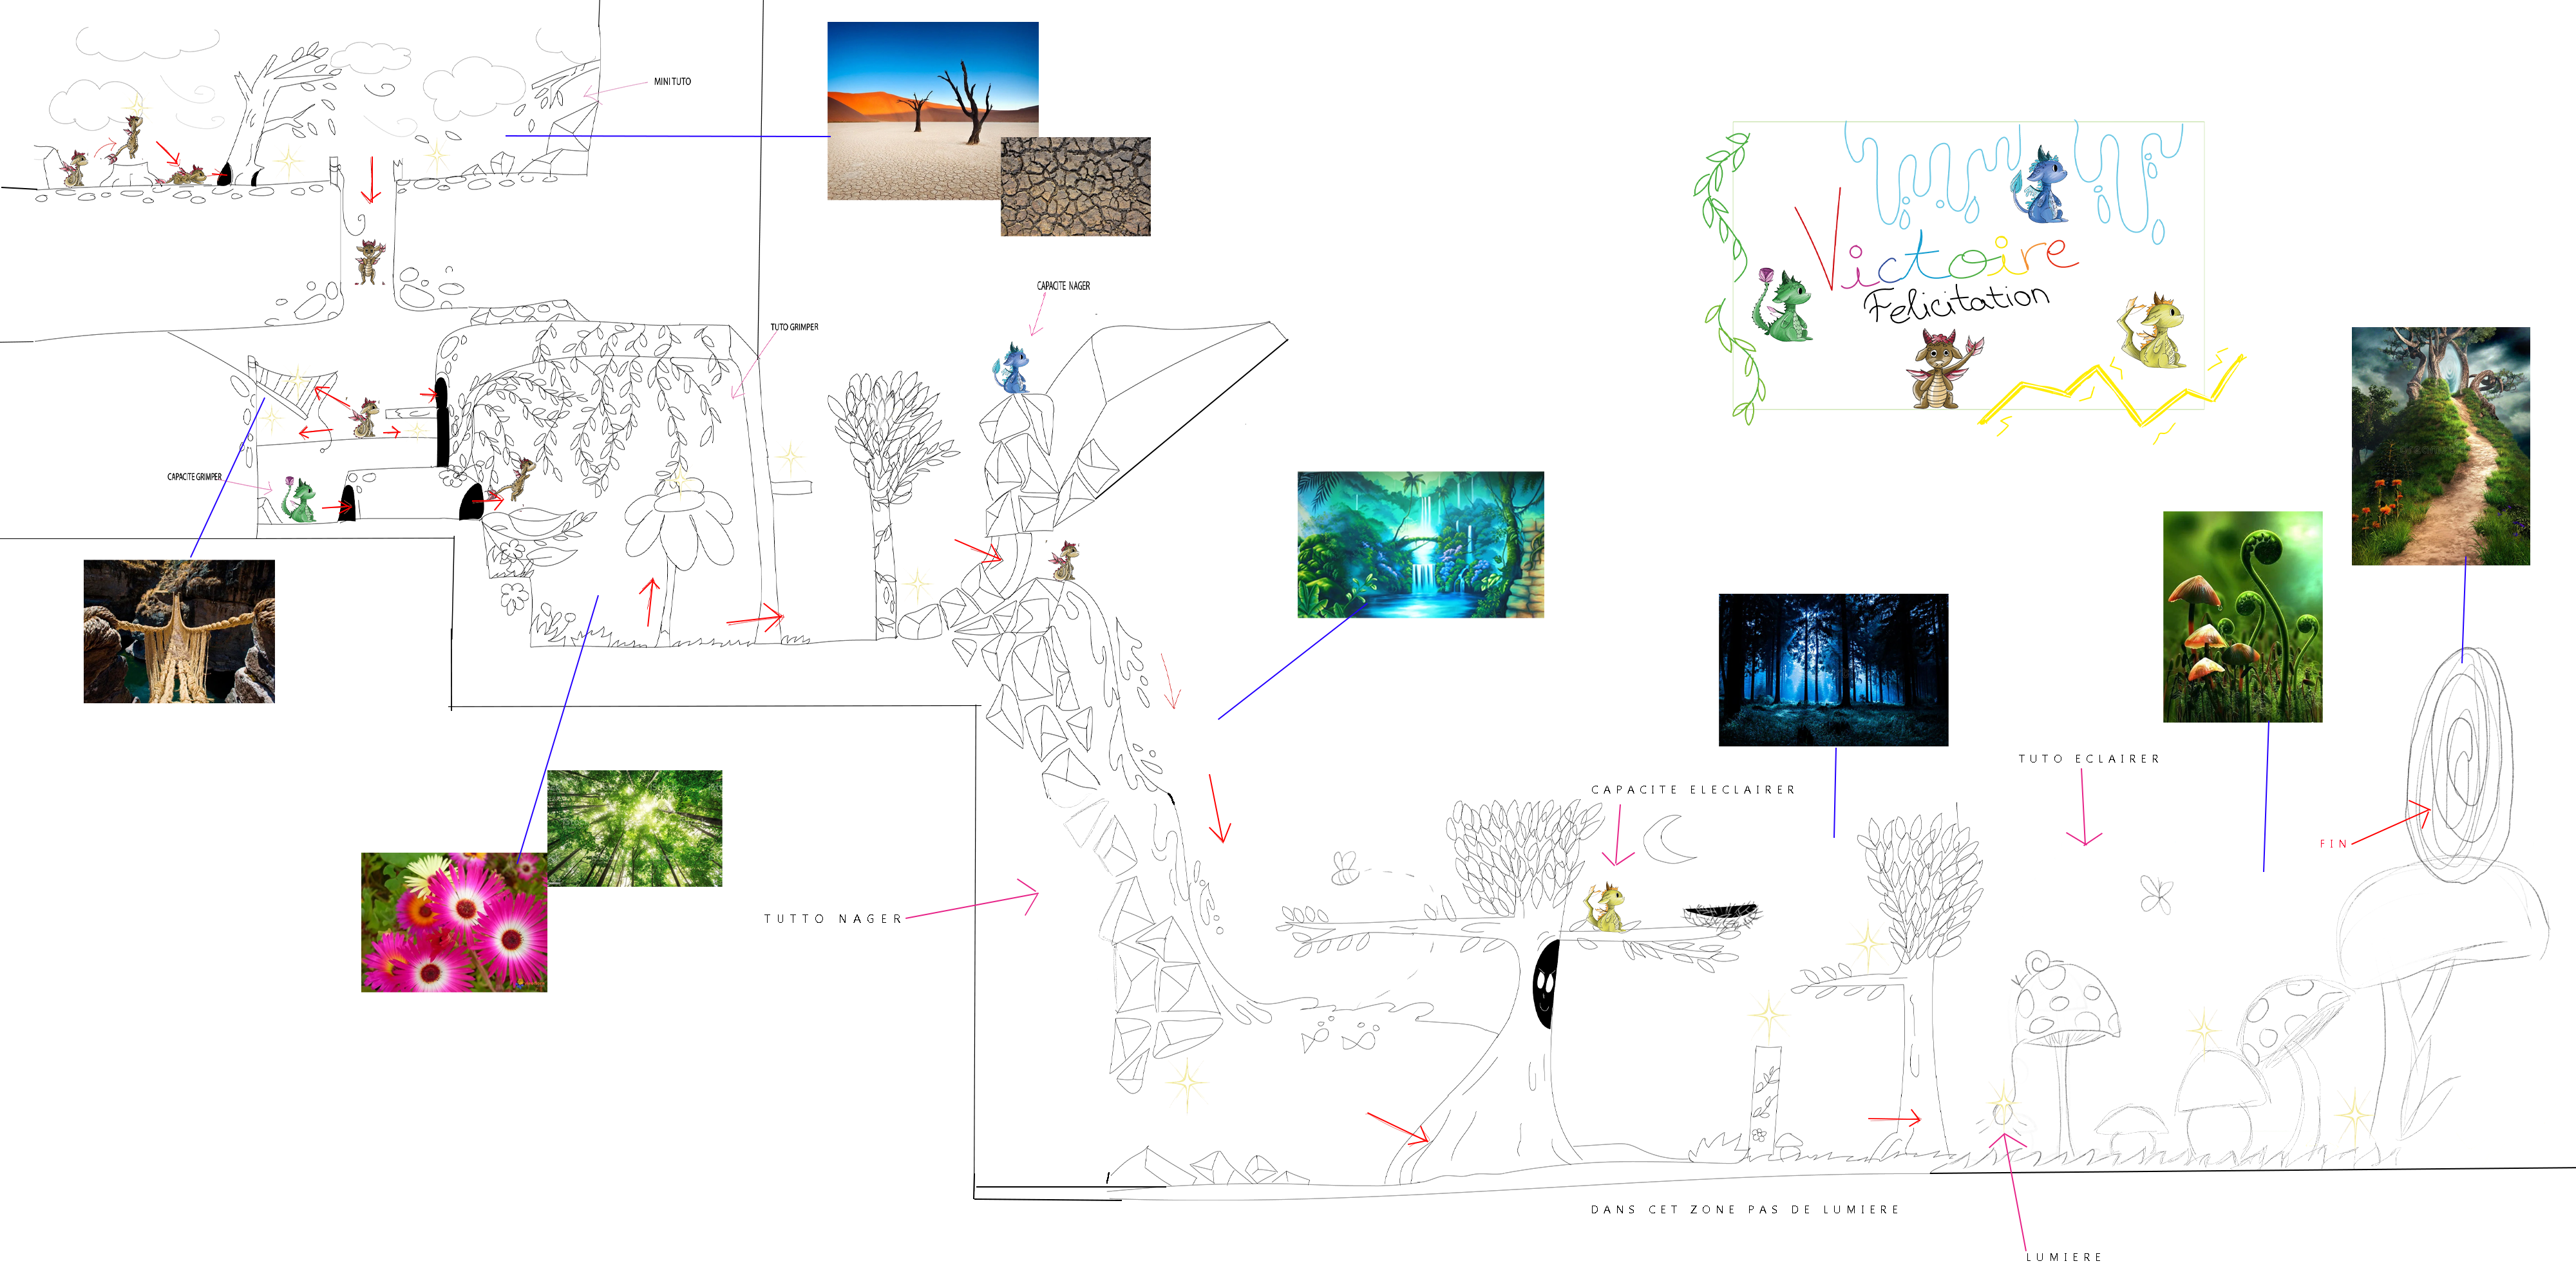 MINI TUTO
CAPACITE NAGER
TUTO GRIMPER
CAPACITE GRIMPER
Victoire
Felicitation
TUTO ECLAIRER
CAPACITE ELECLAIRER
FIN
TUTTO NAGER
DANS CET ZONE PAS DE LUMIERE
LUMIERE